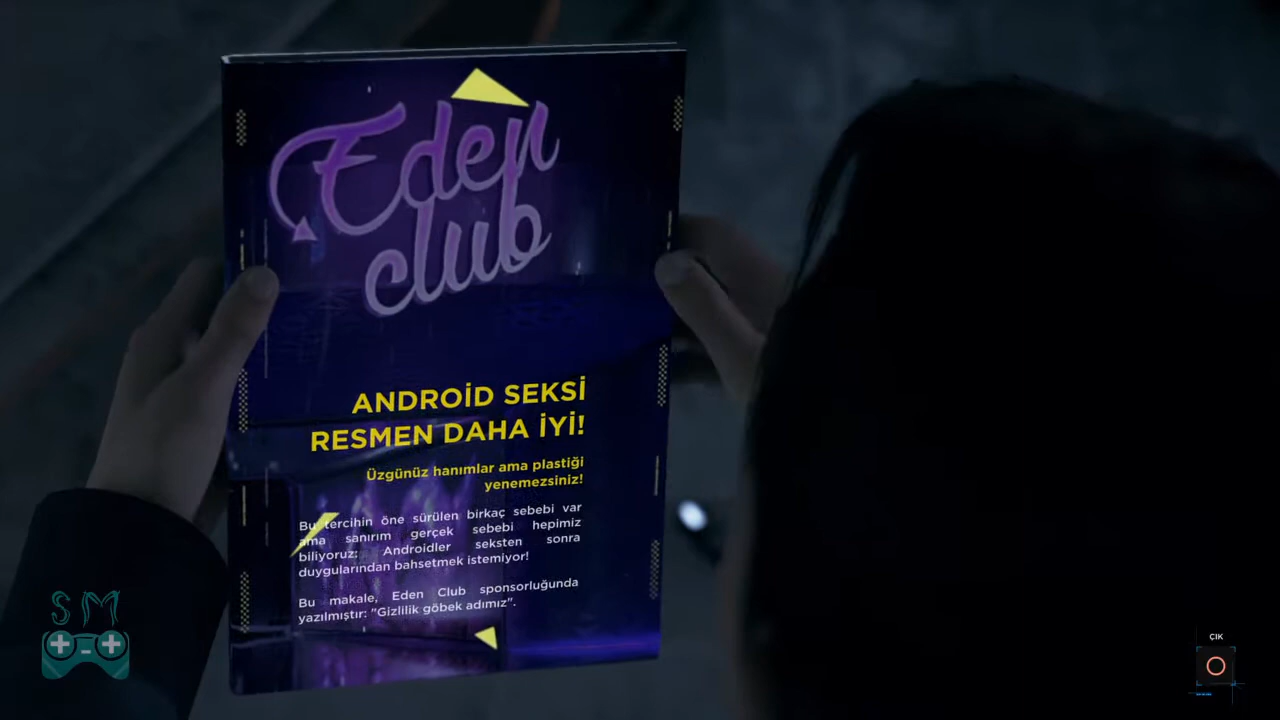 Eden
club
ANDROİD SEKSİ
RESMEN DAHA İYİ!
Üzgünüz hanımlar ama plastiği
yenemezsiniz!
Bu tercihin öne sürülen birkaç sebebi var
ama sanırım gerçek sebebi hepimiz
biliyoruz: Androidler seksten sonra
duygularından bahsetmek istemiyor!
Bu makale, Eden Club sponsorluğunda
yazılmıştır: "Gizlilik göbek adımız".
SM
ÇIK